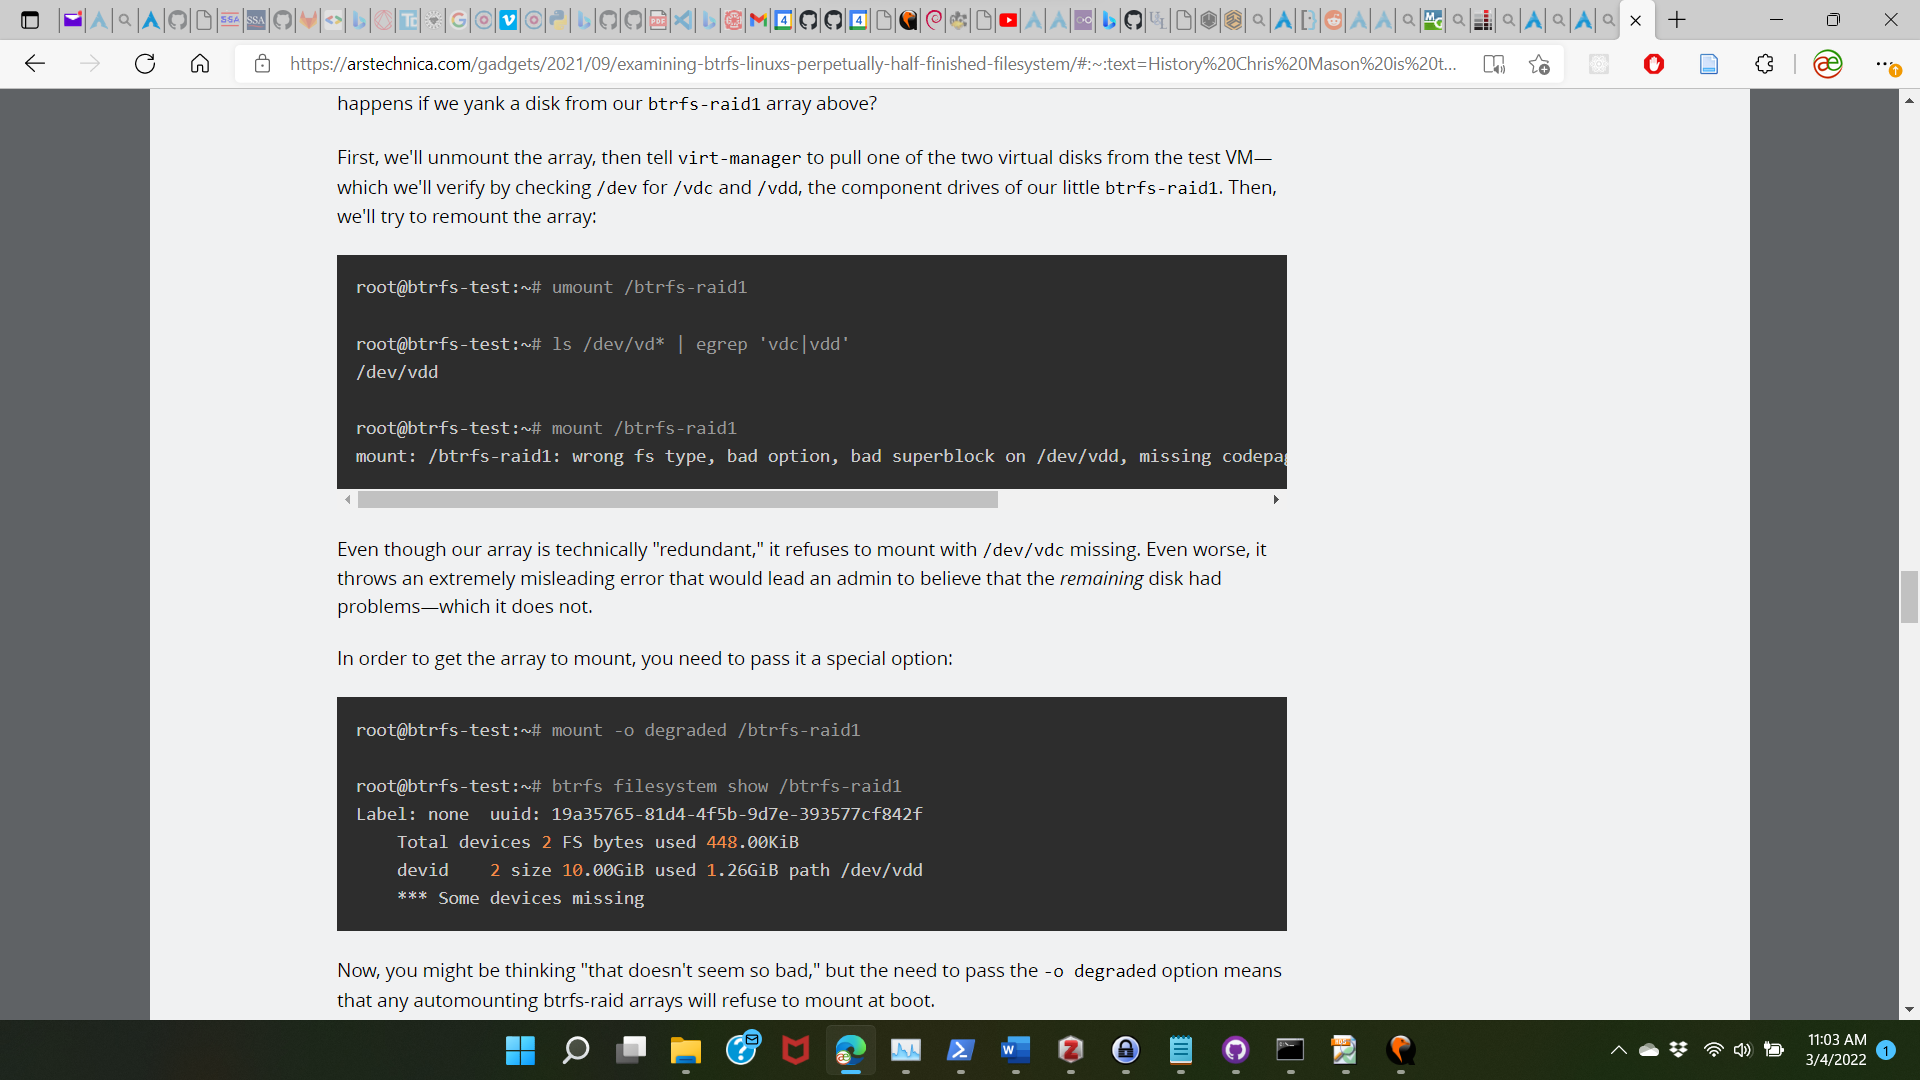 https://arstechnica.com/gadgets/2021/09/examining-btrfs-linuxs-perpetually-half-finished-filesystem/#:~:text=History%20Chris%20Mason%20is%20t...
happens if we yank a disk from our btrfs-raid1 array above?
First, we'll unmount the array, then tell virt-manager to pull one of the two virtual disks from the test VM—
which we'll verify by checking /dev for /vdc and /vdd, the component drives of our little btrfs-raid1. Then,
we'll try to remount the array:
root@btrfs-test:~# umount /btrfs-raid1
root@btrfs-test:~# ls /dev/vd* | egrep 'vdc|vdd'
/dev/vdd
root@btrfs-test:~# mount /btrfs-raid1
mount: /btrfs-raid1: wrong fs type, bad option, bad superblock on /dev/vdd, missing codepag
Even though our array is technically "redundant," it refuses to mount with /dev/vdc missing. Even worse, it
throws an extremely misleading error that would lead an admin to believe that the remaining disk had
problems—which it does not.
In order to get the array to mount, you need to pass it a special option:
root@btrfs-test:~# mount -o degraded /btrfs-raid1
root@btrfs-test:~# btrfs filesystem show /btrfs-raid1
Label: none  uuid: 19a35765-81d4-4f5b-9d7e-393577cf842f
Total devices 2 FS bytes used 448.00KiB
devid    2 size 10.00GiB used 1.26GiB path /dev/vdd
*** Some devices missing
Now, you might be thinking "that doesn't seem so bad," but the need to pass the -o degraded option means
that any automounting btrfs-raid arrays will refuse to mount at boot.
11:03 AM
3/4/2022
1